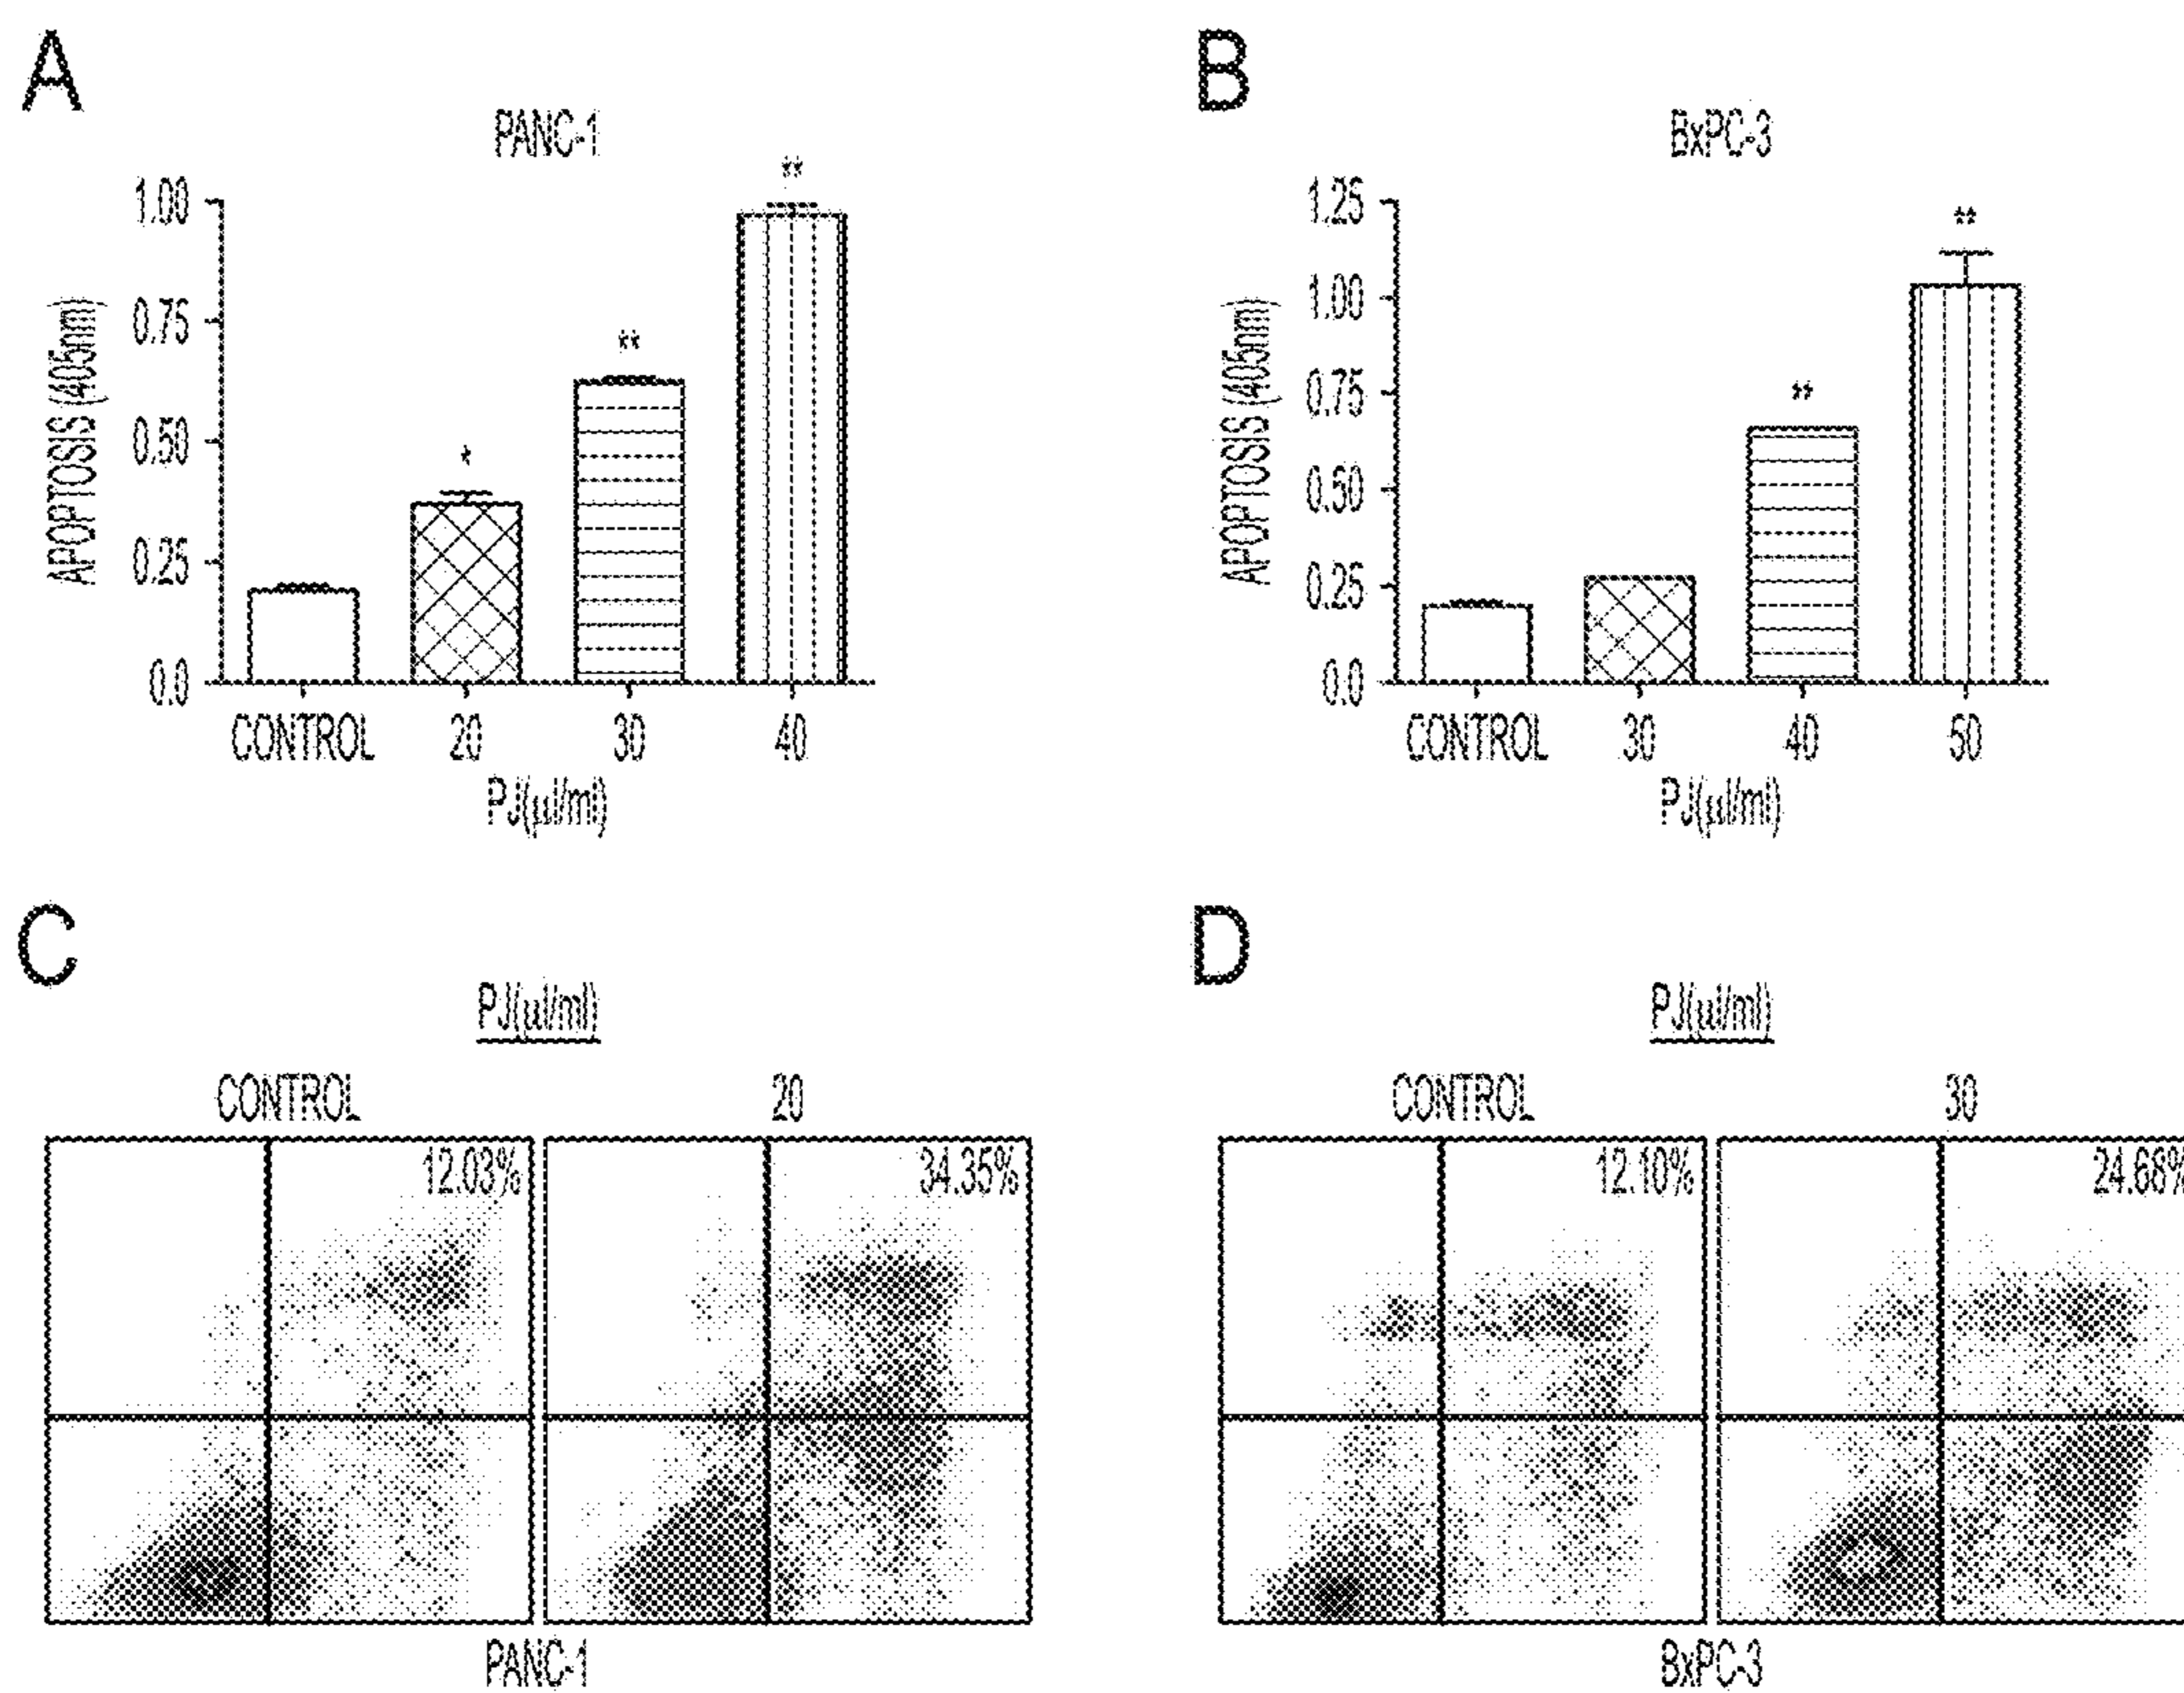 A
PANC-1
APOPTOSIS (405nm)
1.00
0.75
0.50
0.25
0.0
*
**
**
CONTROL 20 30 40
PJ(µl/ml)
B
BxPC-3
APOPTOSIS (405nm)
1.25
1.00
0.75
0.50
0.25
0.0
**
**
CONTROL 30 40 50
PJ(µl/ml)
C
PJ(µl/ml)
CONTROL 20
12.03% 34.35%
PANC-1
D
PJ(µl/ml)
CONTROL 30
12.10% 24.68%
BxPC-3